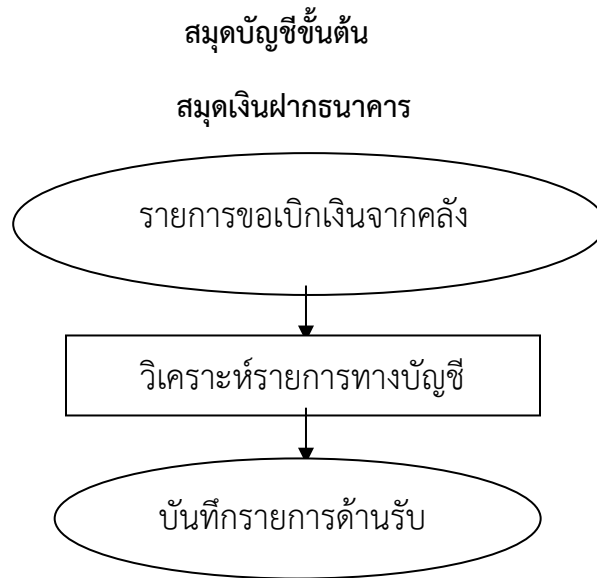 สมุดบัญชีขั้นต้น
สมุดเงินฝากธนาคาร
รายการขอเบิกเงินจากคลัง
วิเคราะห์รายการทางบัญชี
บันทึกรายการด้านรับ